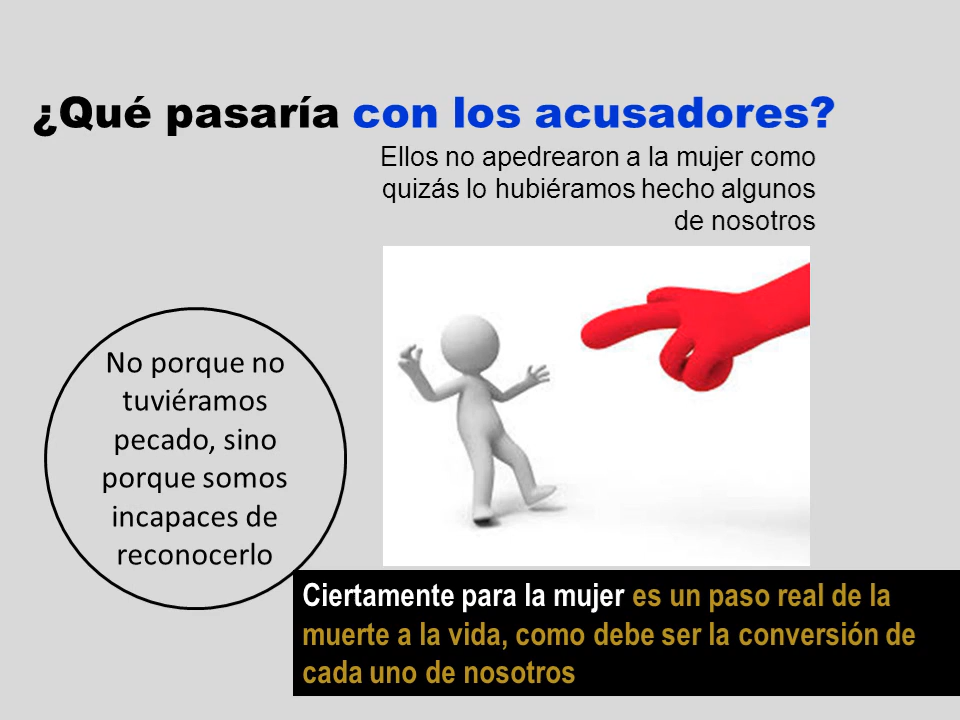 ¿Qué pasaría con los acusadores?
Ellos no apedrearon a la mujer como
quizás lo hubiéramos hecho algunos
de nosotros
No porque no
tuviéramos
pecado, sino
porque somos
incapaces de
reconocerlo
Ciertamente para la mujer es un paso real de la
muerte a la vida, como debe ser la conversión de
cada uno de nosotros